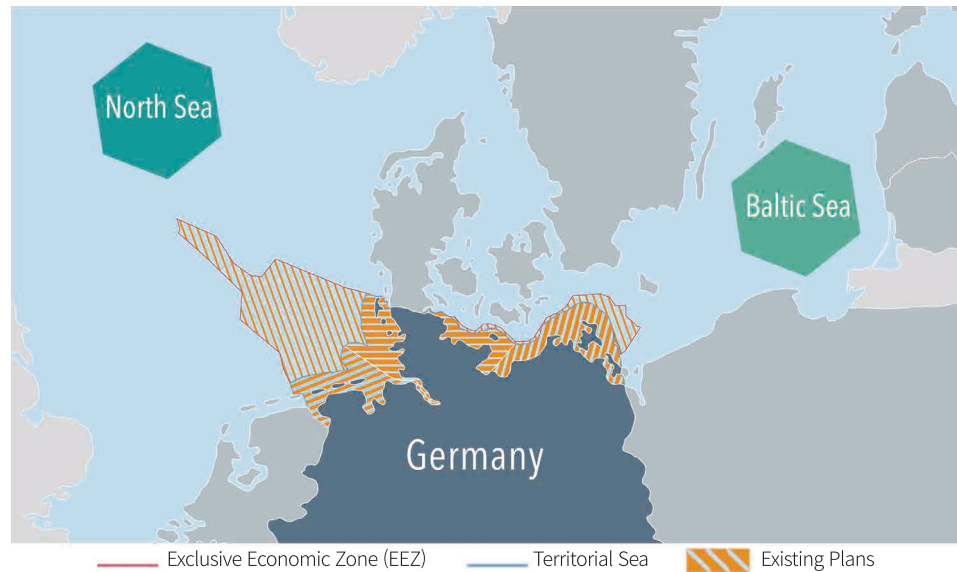 North Sea
Baltic Sea
Germany
Exclusive Economic Zone (EEZ)
Territorial Sea
Existing Plans